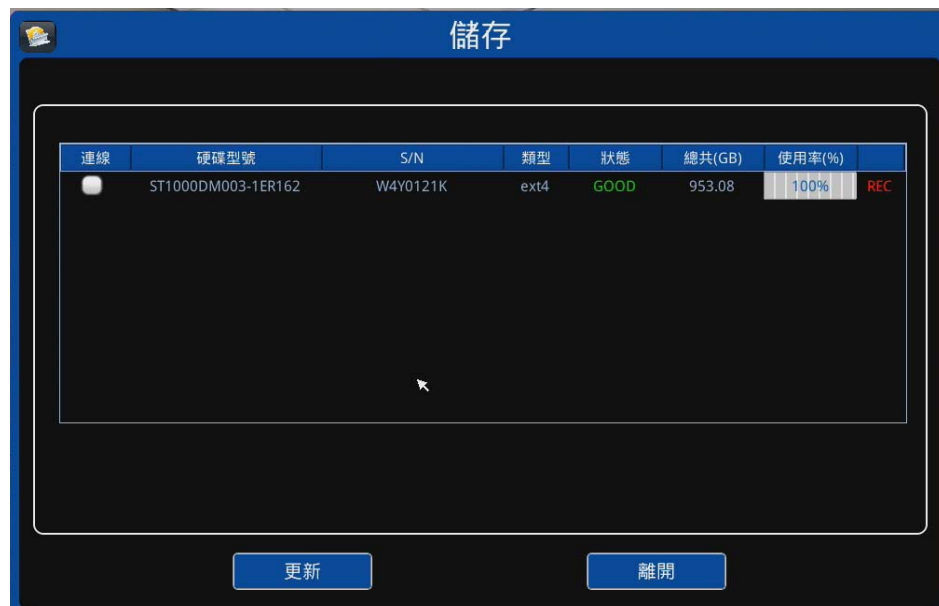 儲存
連線 硬碟型號 S/N 類型 狀態 總共(GB) 使用率(%)
ST1000DM003-1ER162 W4Y0121K ext4 GOOD 953.08 100% REC
更新 離開